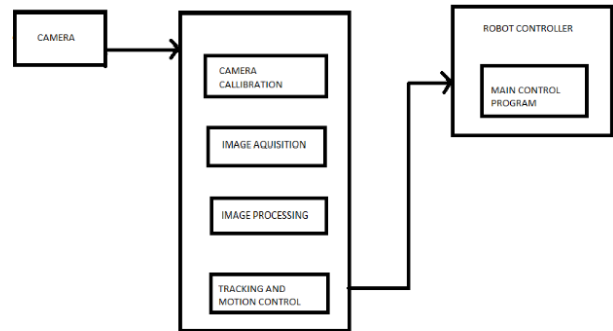 CAMERA
CAMERA
CALLIBRATION
IMAGE AQUISITION
IMAGE PROCESSING
TRACKING AND
MOTION CONTROL
ROBOT CONTROLLER
MAIN CONTROL
PROGRAM